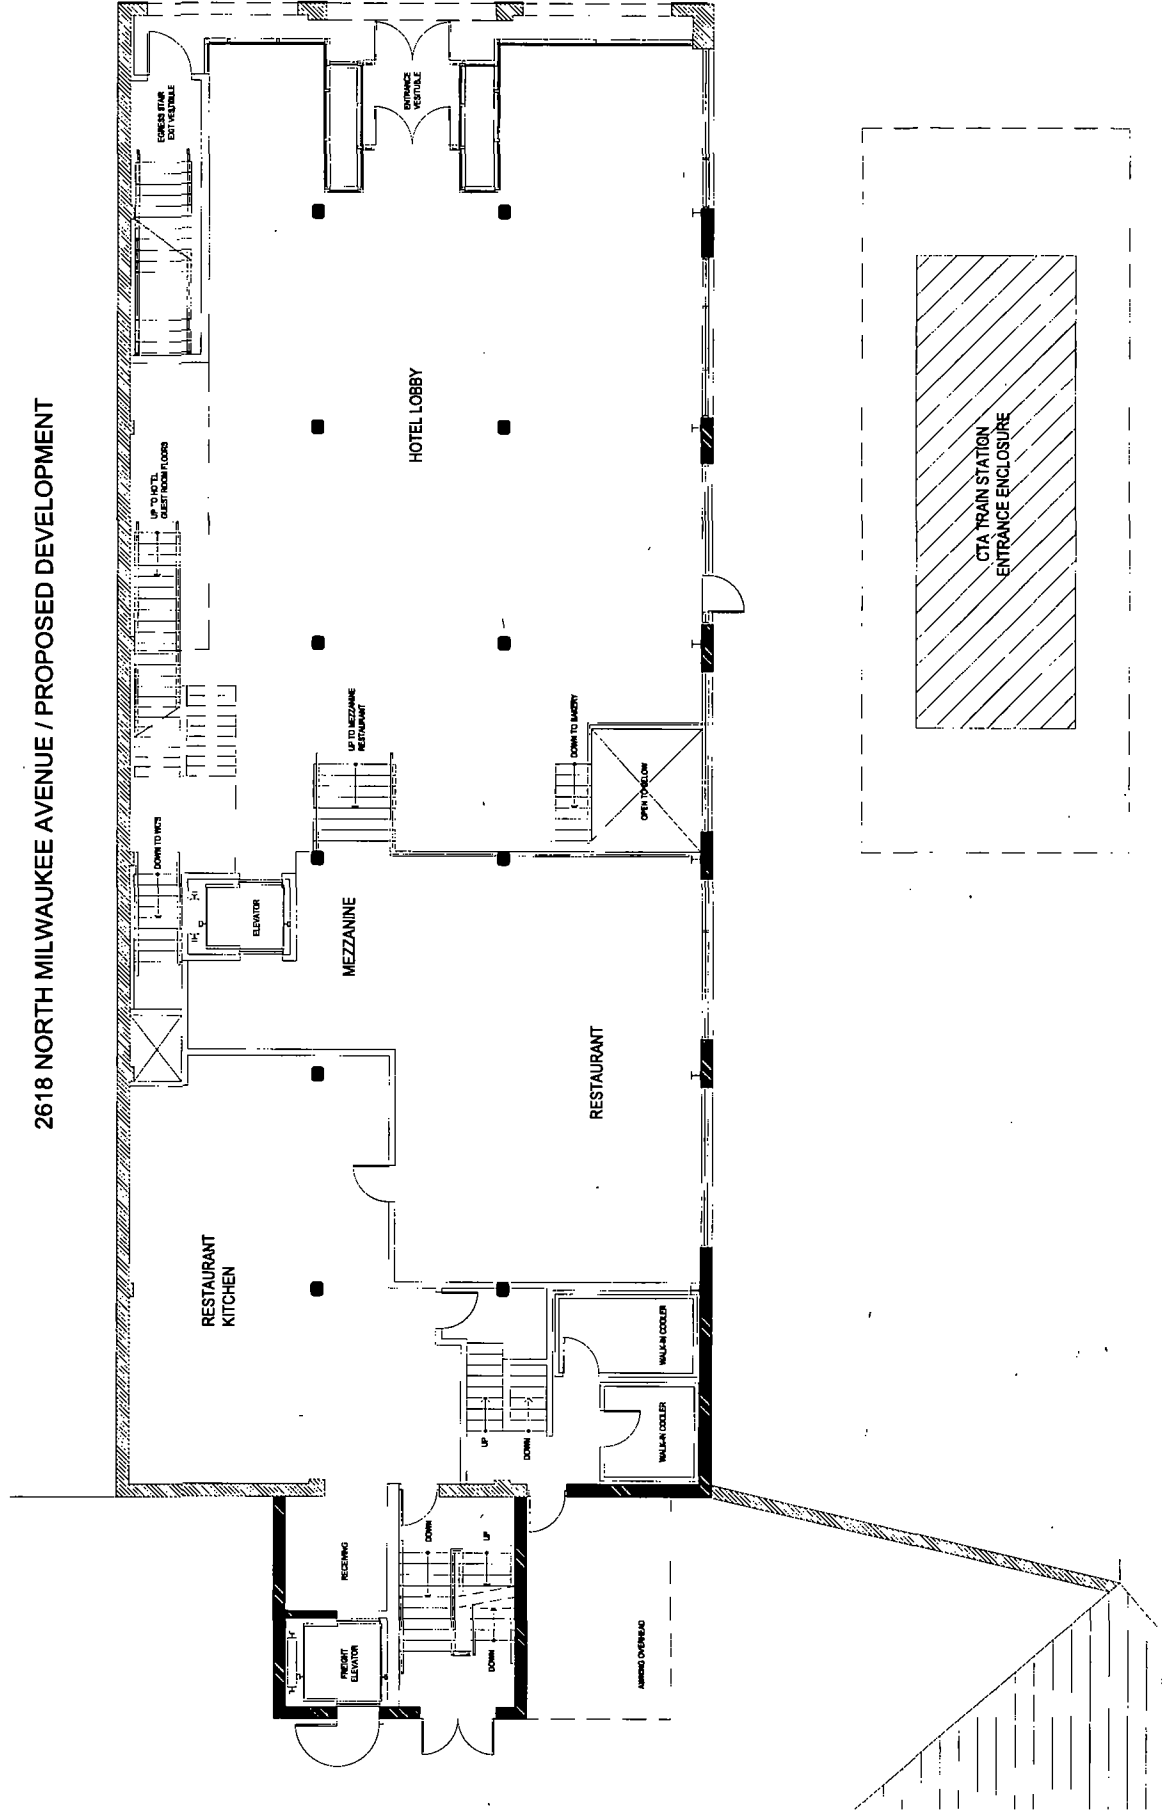 2618 NORTH MILWAUKEE AVENUE / PROPOSED DEVELOPMENT
EGRESS STAIR
EXIT VESTIBULE
ENTRANCE
VESITUBLE
HOTEL LOBBY
UP TO HOTEL
GUEST ROOM FLOORS
CTA TRAIN STATION
ENTRANCE ENCLOSURE
UP TO MEZZANINE
RESTAURANT
DOWN TO BAKERY
OPEN TO BELOW
DOWN TO WC'S
ELEVATOR
MEZZANINE
RESTAURANT
RESTAURANT
KITCHEN
WALK-IN COOLER
WALK-IN COOLER
UP
DOWN
RECEIVING
DOWN
UP
FREIGHT
ELEVATOR
DOWN
AWNING OVERHEAD